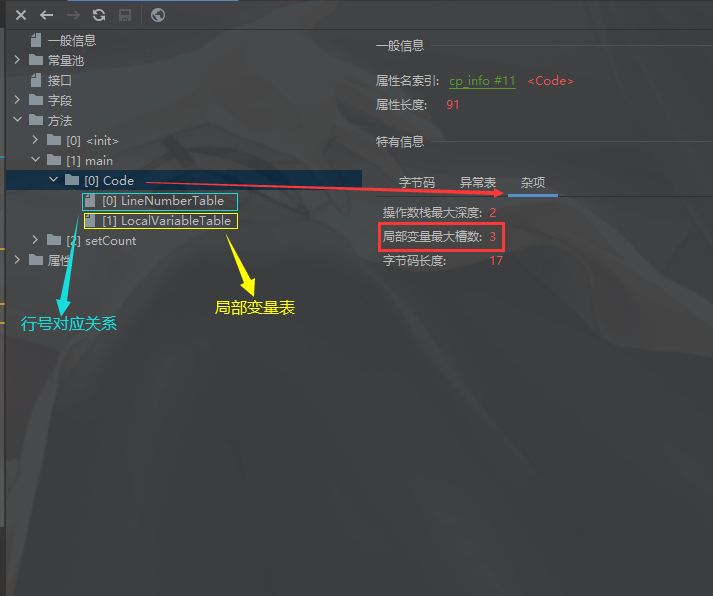 一般信息
常量池
接口
字段
方法
[0] <init>
[1] main
[0] Code
[0] LineNumberTable
[1] LocalVariableTable
[2] setCount
属性
行号对应关系
局部变量表
一般信息
属性名索引: cp_info #11 <Code>
属性长度: 91
特有信息
字节码 异常表 杂项
操作数栈最大深度: 2
局部变量最大槽数: 3
字节码长度: 17